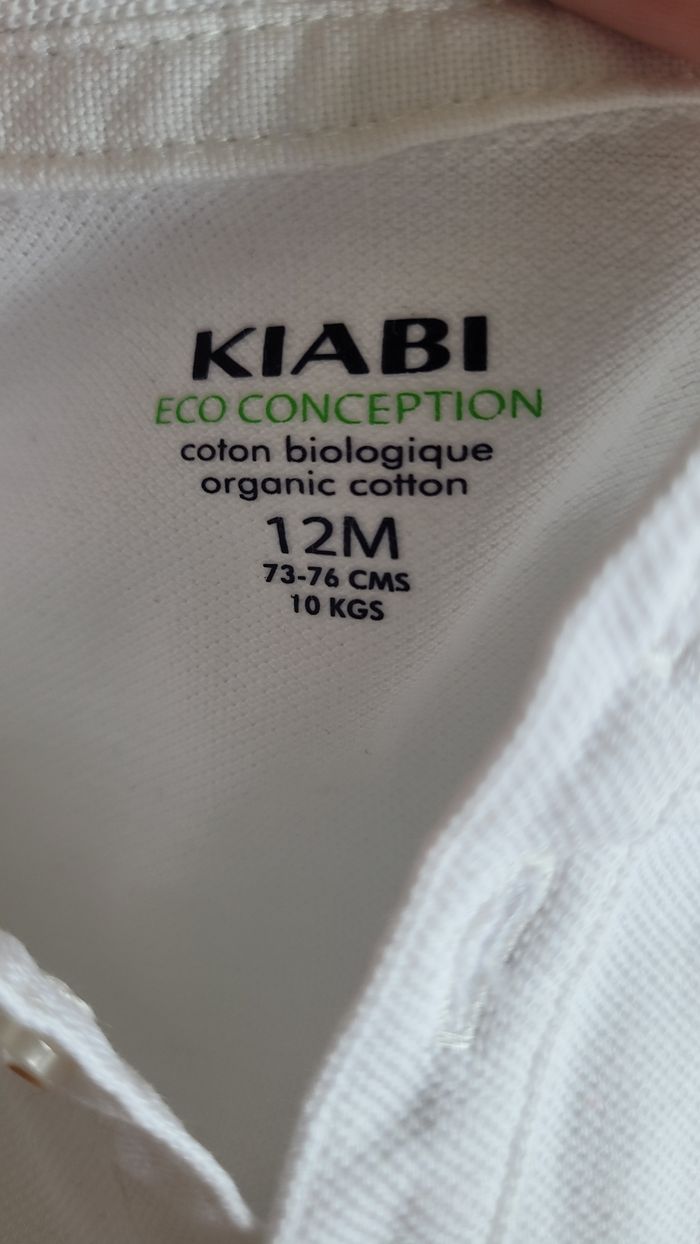 KIABI
ECO CONCEPTION
coton biologique
organic cotton
12M
73-76 CMS
10 KGS